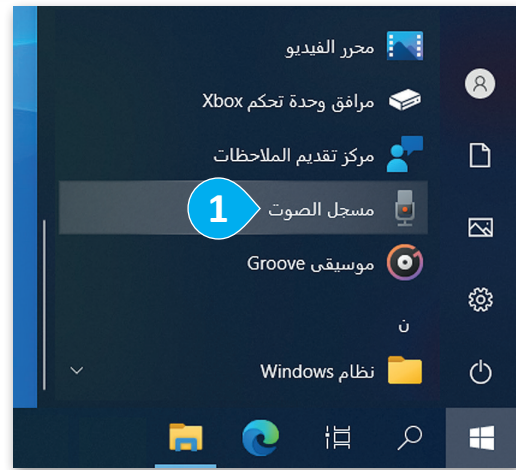 محرر الفيديو
مرافق وحدة تحكم Xbox
مركز تقديم الملاحظات
مسجل الصوت
1
موسيقى Groove
ن
نظام Windows